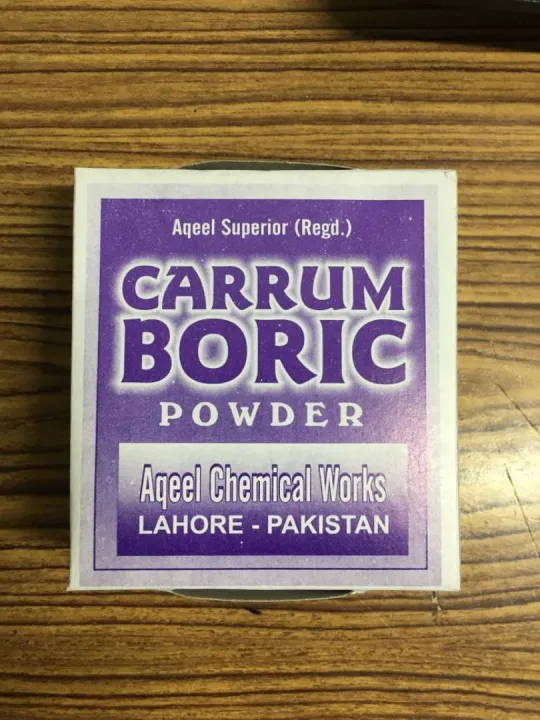 Aqeel Superior (Regd.)
CARRUM
BORIC
POWDER
Aqeel Chemical Works
LAHORE - PAKISTAN